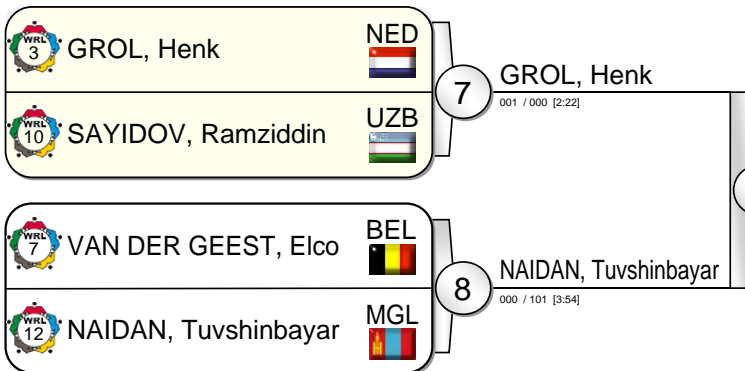 WRL
3
GROL, Henk
NED
WRL
10
SAYIDOV, Ramziddin
UZB
7
GROL, Henk
001 / 000 [2:22]
WRL
7
VAN DER GEEST, Elco
BEL
WRL
12
NAIDAN, Tuvshinbayar
MGL
8
NAIDAN, Tuvshinbayar
000 / 101 [3:54]